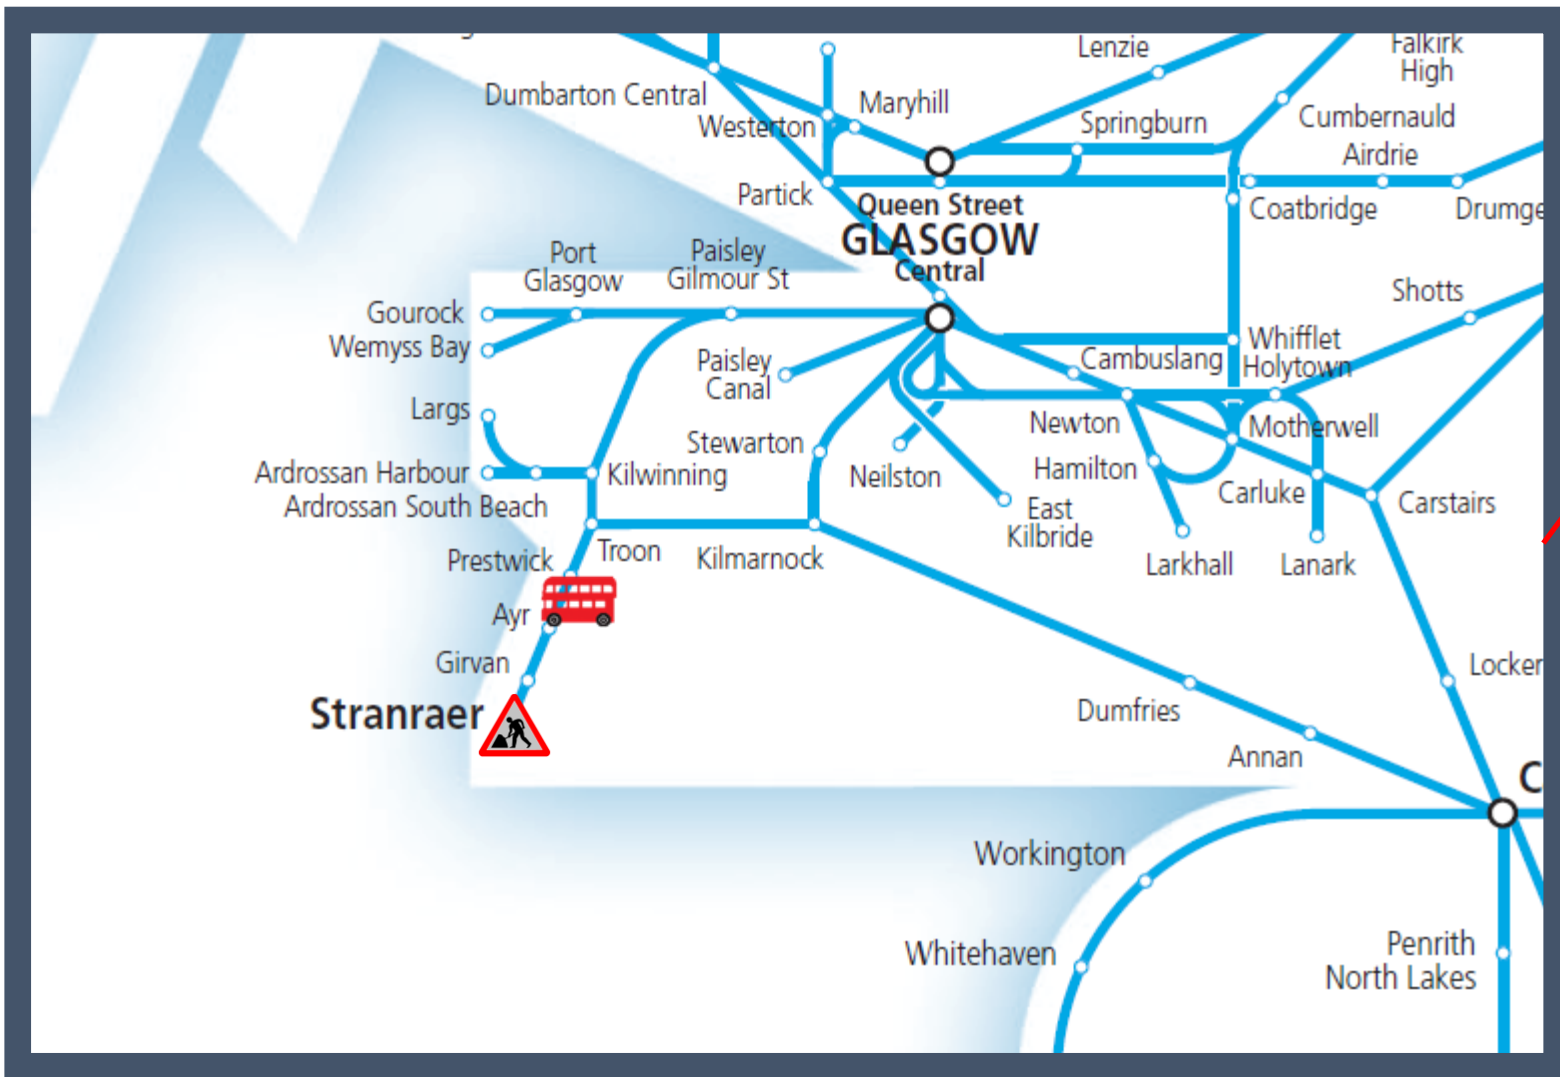 Lenzie
Falkirk
High
Dumbarton Central
Maryhill
Westerton
Springburn
Cumbernauld
Airdrie
Partick
Queen Street
GLASGOW
Central
Coatbridge
Drumge
Port
Glasgow
Paisley
Gilmour St
Gourock
Wemyss Bay
Shotts
Whifflet
Holytown
Cambuslang
Paisley
Canal
Largs
Newton
Motherwell
Stewarton
Neilston
Hamilton
Ardrossan Harbour
Kilwinning
Ardrossan South Beach
Carluke
Carstairs
East
Kilbride
Troon
Kilmarnock
Prestwick
Larkhall
Lanark
Ayr
Girvan
Locker
Stranraer
Dumfries
Annan
C
Workington
Whitehaven
Penrith
North Lakes